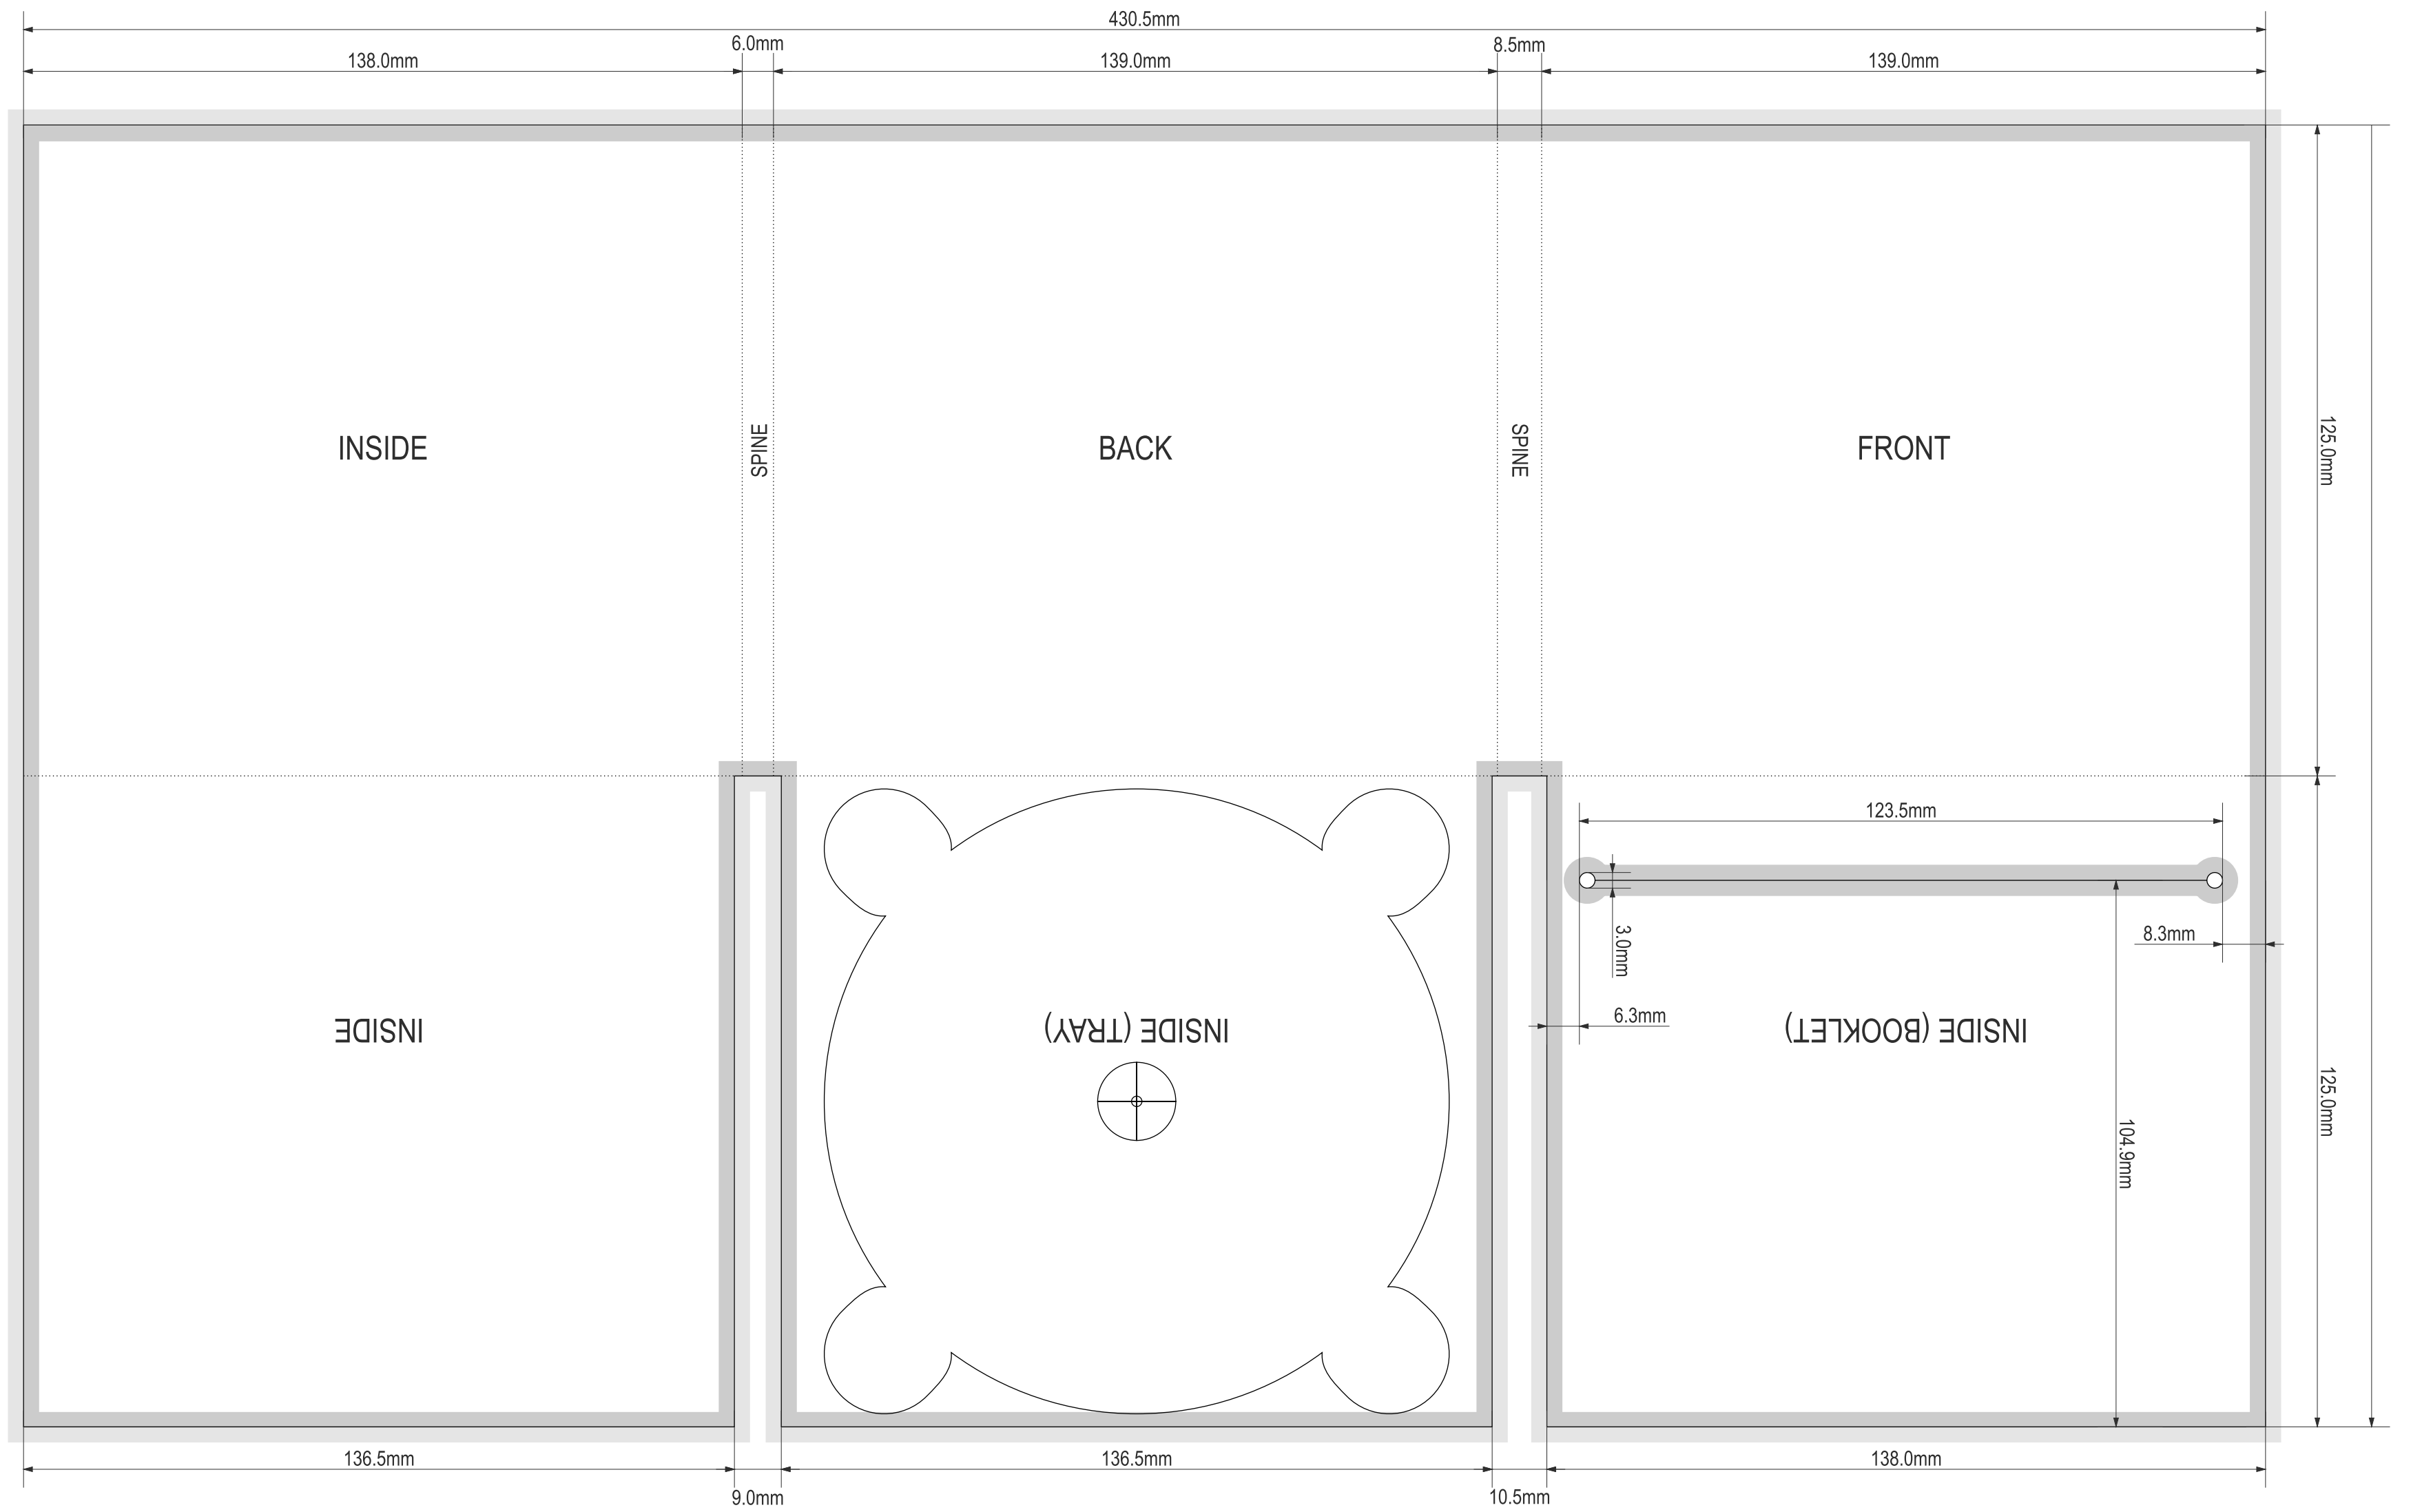 430.5mm
6.0mm
8.5mm
138.0mm
139.0mm
139.0mm
INSIDE
SPINE
BACK
SPINE
FRONT
125.0mm
123.5mm
3.0mm
8.3mm
6.3mm
INSIDE
INSIDE (TRAY)
INSIDE (BOOKLET)
104.9mm
125.0mm
136.5mm
136.5mm
138.0mm
9.0mm
10.5mm